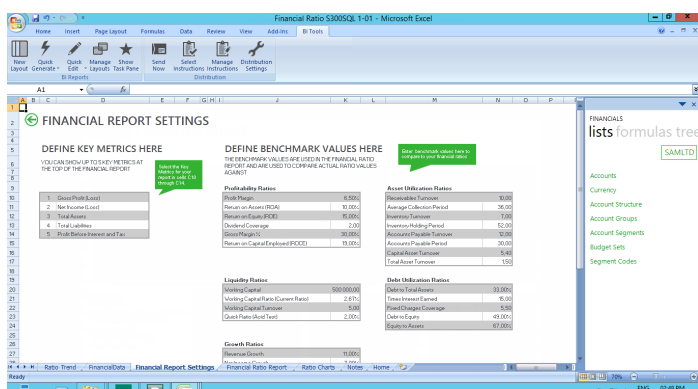 Financial Ratio S300SQL 1-01 - Microsoft Excel
Home Insert Page Layout Formulas Data Review View Add-Ins BI Tools
New Layout
Quick Generate
Quick Edit
Manage Layouts
Show Task Pane
Send Now
Select Instructions
Manage Instructions
Distribution Settings
BI Reports
Distribution
A1
fx
A B C D E F G H I J K L M N O P
FINANCIAL REPORT SETTINGS
DEFINE KEY METRICS HERE
YOU CAN SHOW UP TO 5 KEY METRICS AT
THE TOP OF THE FINANCIAL REPORT
Select the Key
Metrics for your
report in cells C10
through C14.
1 Gross Profit (Loss)
2 Net Income (Loss)
3 Total Assets
4 Total Liabilities
5 Profit Before Interest and Tax
DEFINE BENCHMARK VALUES HERE
THE BENCHMARK VALUES ARE USED IN THE FINANCIAL RATIO
REPORT AND ARE USED TO COMPARE ACTUAL RATIO VALUES
AGAINST
Enter benchmark values here to
compare to your financial ratios
Profitability Ratios
Profit Margin 6.50%
Return on Assets (ROA) 10.00%
Return on Equity (ROE) 15.00%
Dividend Coverage 2.00
Gross Margin % 30.00%
Return on Capital Employed (ROCE) 19.00%
Asset Utilization Ratios
Receivables Turnover 10.00
Average Collection Period 36.00
Inventory Turnover 7.00
Inventory Holding Period 52.00
Accounts Payable Turnover 12.00
Accounts Payable Period 30.00
Capital Asset Turnover 5.40
Total Asset Turnover 1.90
Liquidity Ratios
Working Capital 500 000.00
Working Capital Ratio (Current Ratio) 2.67%
Working Capital Turnover 5.00
Quick Ratio (Acid Test) 2.00%
Debt Utilization Ratios
Debt to Total Assets 33.00%
Times Interest Earned 15.00
Fixed Charges Coverage 5.50
Debt to Equity 49.00%
Equity to Assets 67.00%
Growth Ratios
Revenue Growth 11.00%
FINANCIALS
lists formulas tree
SAMLTD
Accounts
Currency
Account Structure
Account Groups
Account Segments
Budget Sets
Segment Codes
Ratio Trend FinancialData Financial Report Settings Financial Ratio Report Ratio Charts Notes Home
Ready
70%
ENG 02:48 PM